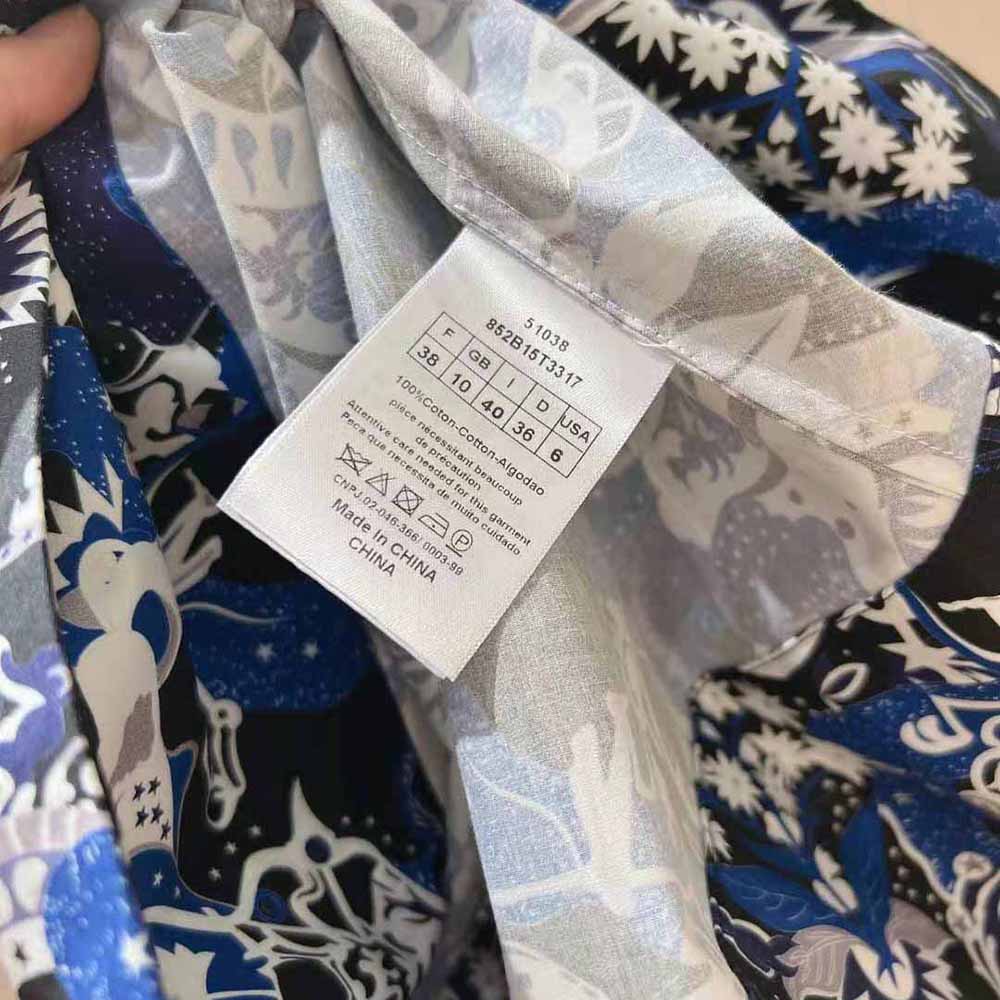 51038
852B15T3317
F GB I D USA
38 10 40 36 6
100%Coton-Cotton-Algodao
pièce nécessitant beaucoup
de précaution
Attentive care needed for this garment
Peca que necessita de muito cuidado
P
CNPJ.02-046-366/ 0003-99
Made in CHINA
CHINA